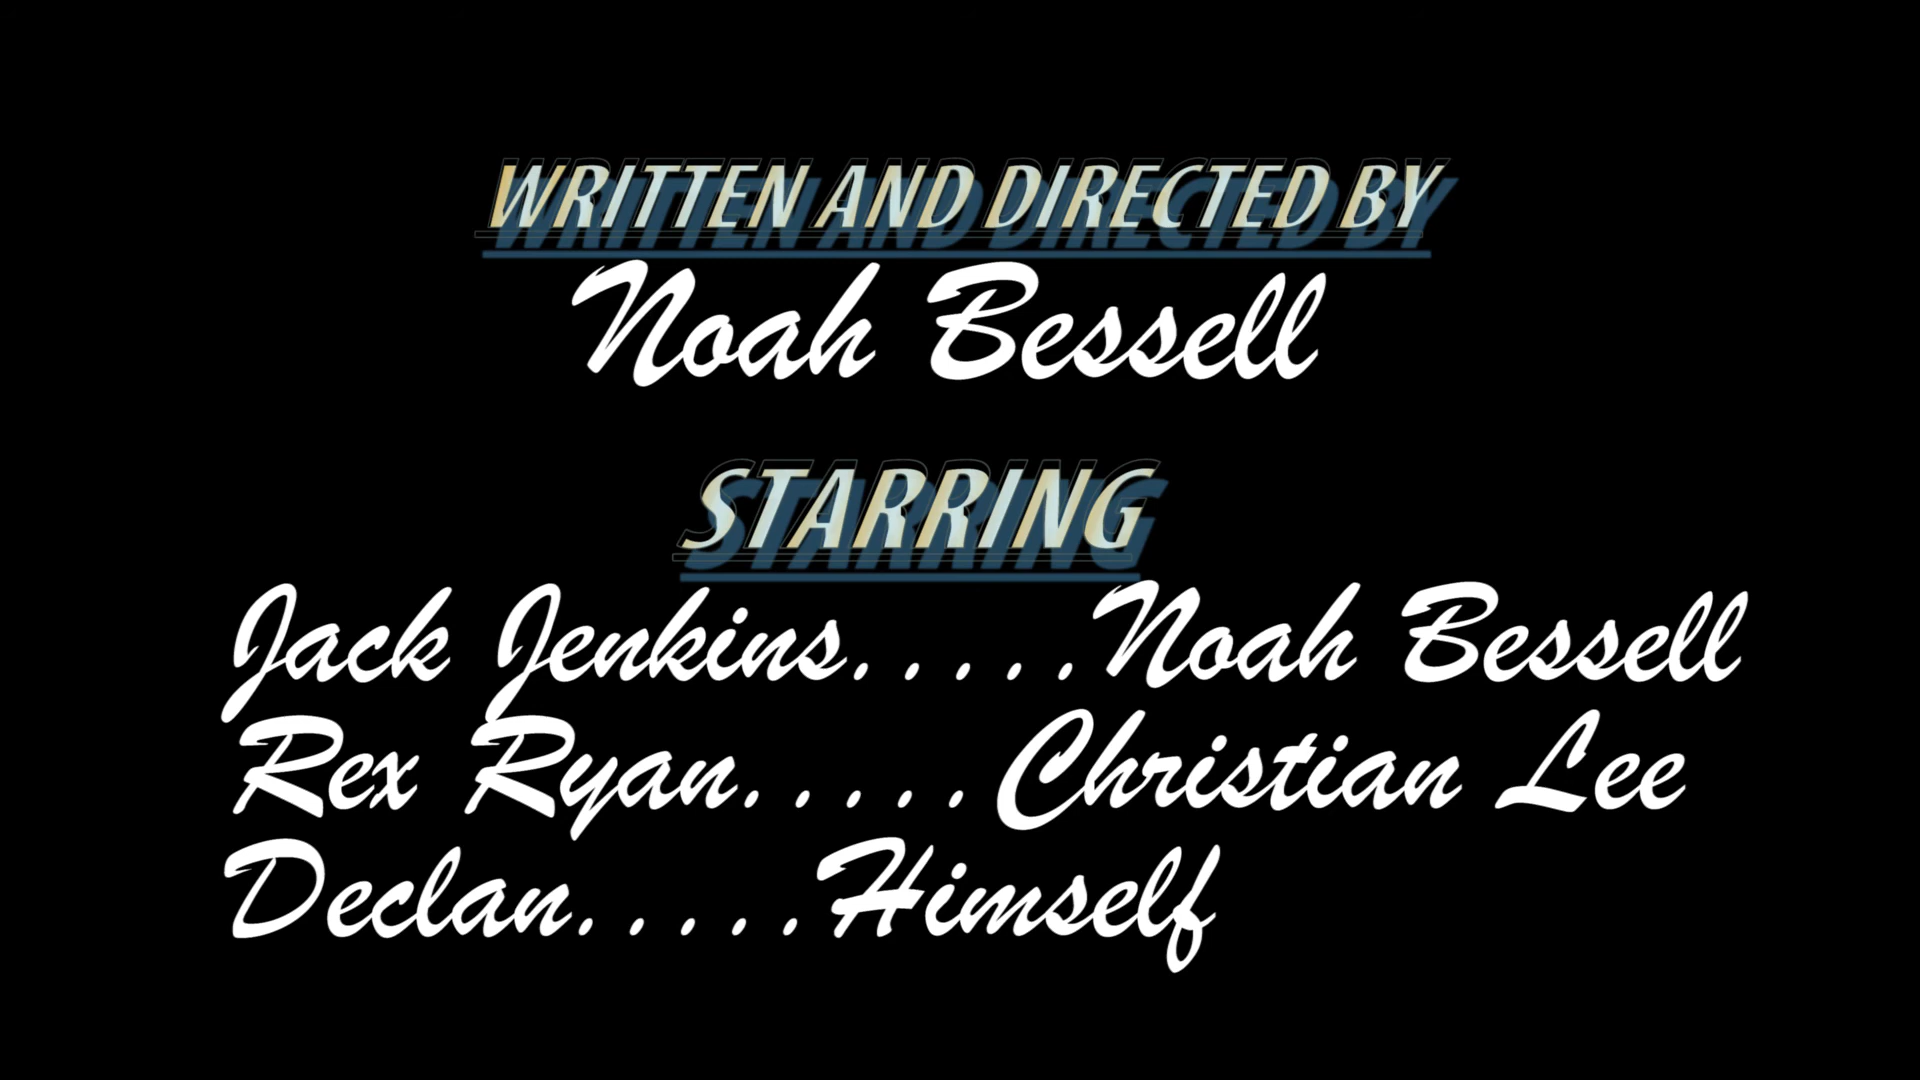 WRITTEN AND DIRECTED BY
Noah Bessell
STARRING
Jack Jenkins.....Noah Bessell
Rex Ryan.....Christian Lee
Declan.....Himself